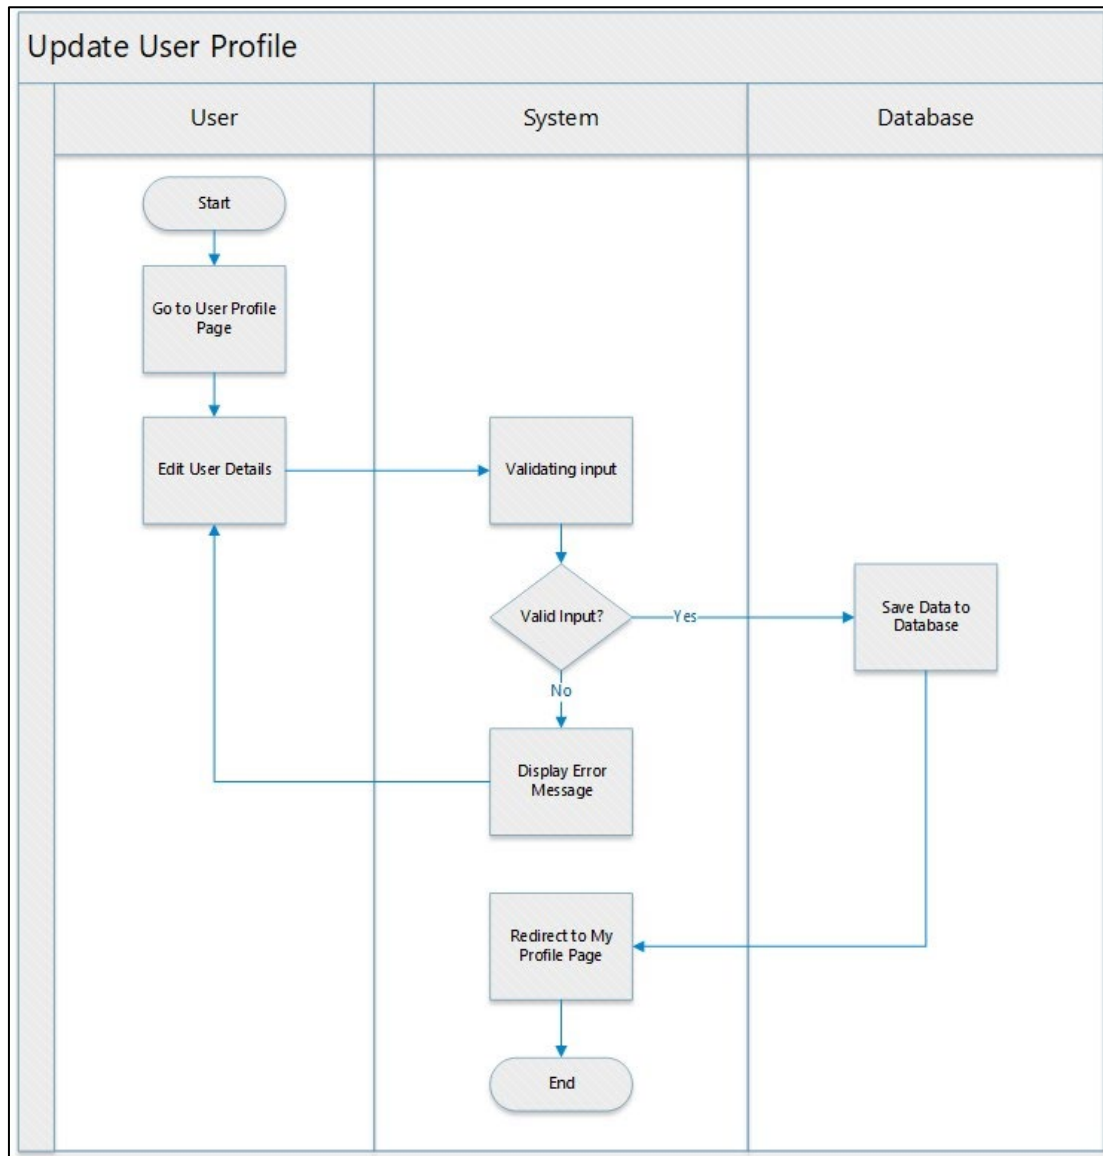 Update User Profile
User
System
Database
Start
Go to User Profile
Page
Edit User Details
Validating input
Valid Input?
Yes
Save Data to
Database
No
Display Error
Message
Redirect to My
Profile Page
End